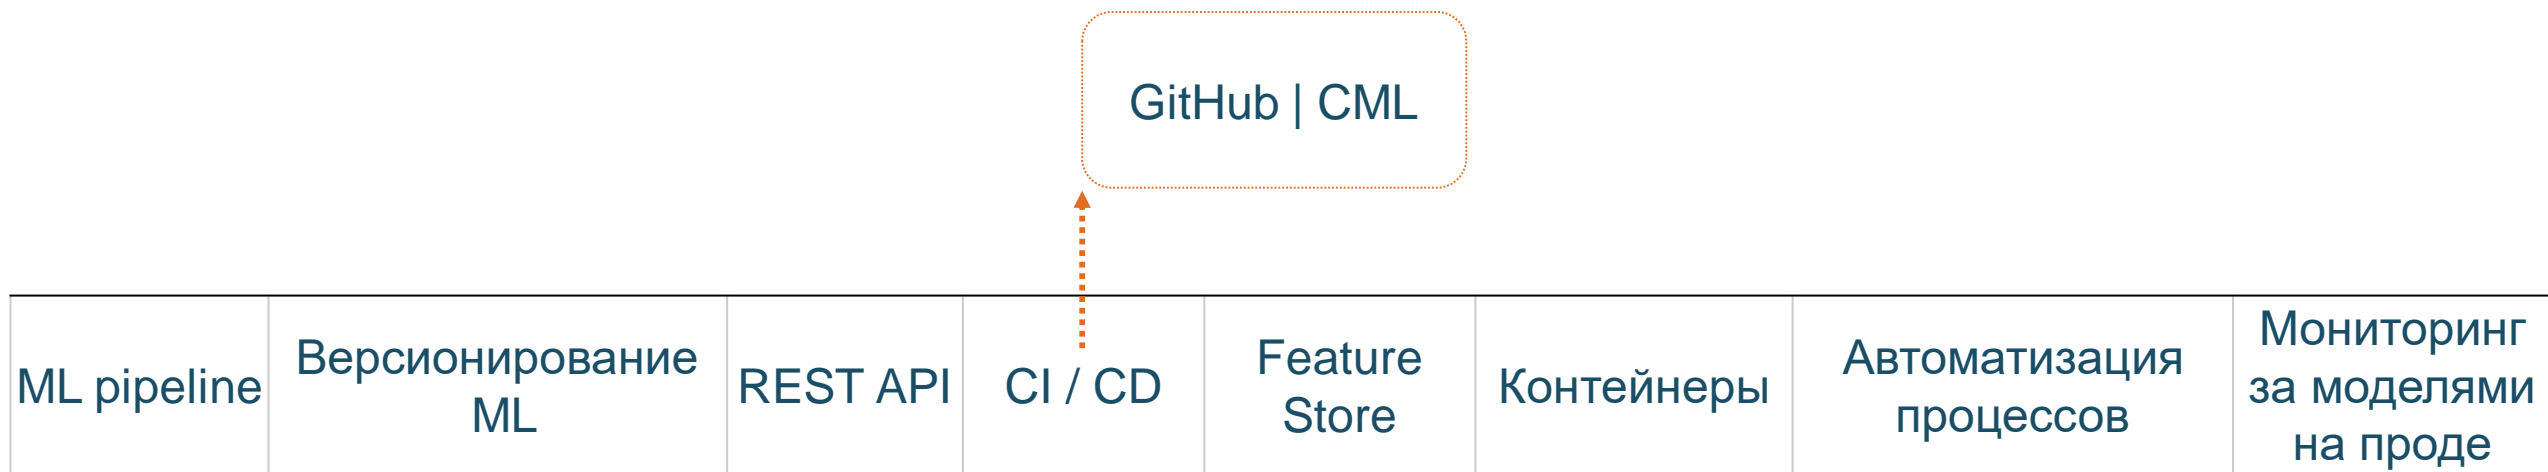 GitHub | CML
ML pipeline
Версионирование
ML
REST API
CI / CD
Feature
Store
Контейнеры
Автоматизация
процессов
Мониторинг
за моделями
на проде